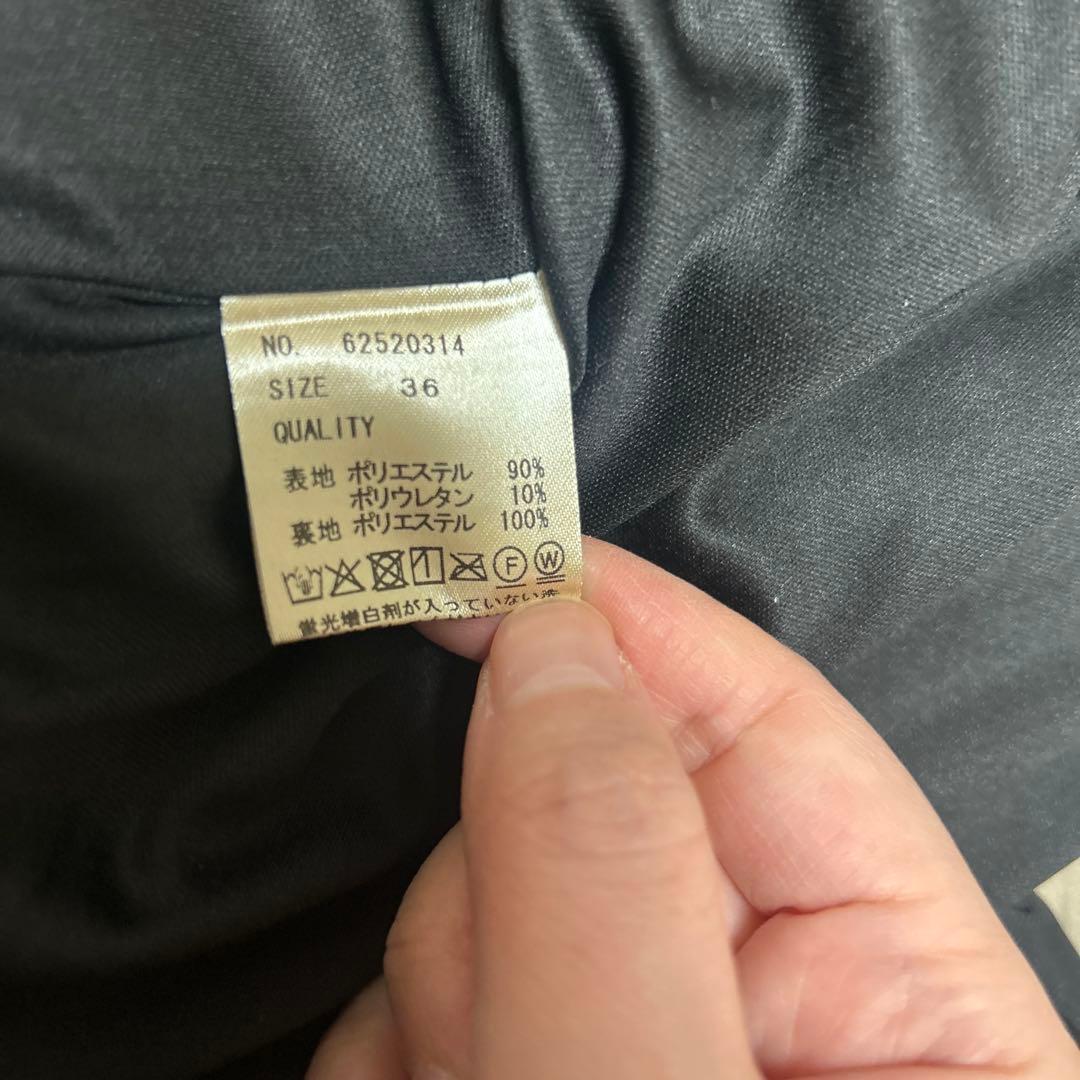 NO. 62520314
SIZE 36
QUALITY
表地 ポリエステル 90%
ポリウレタン 10%
裏地 ポリエステル 100%
F W
蛍光増白剤が入っていない洗